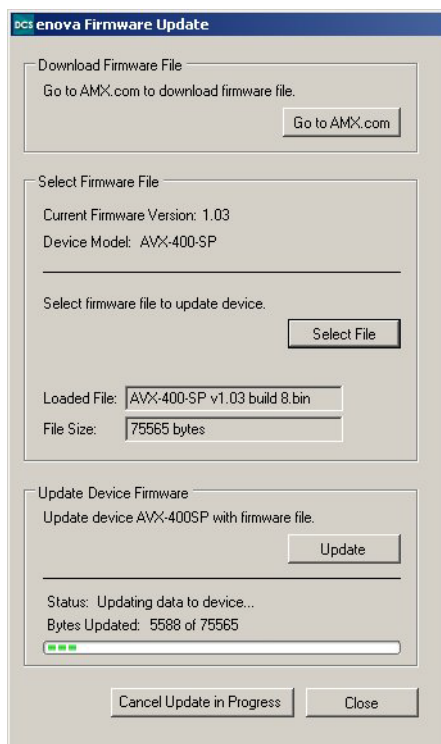 DCS enova Firmware Update
Download Firmware File
Go to AMX.com to download firmware file.
Go to AMX.com
Select Firmware File
Current Firmware Version: 1.03
Device Model: AVX-400-SP
Select firmware file to update device.
Select File
Loaded File: AVX-400-SP v1.03 build 8.bin
File Size: 75565 bytes
Update Device Firmware
Update device AVX-400SP with firmware file.
Update
Status: Updating data to device...
Bytes Updated: 5588 of 75565
Cancel Update in Progress Close